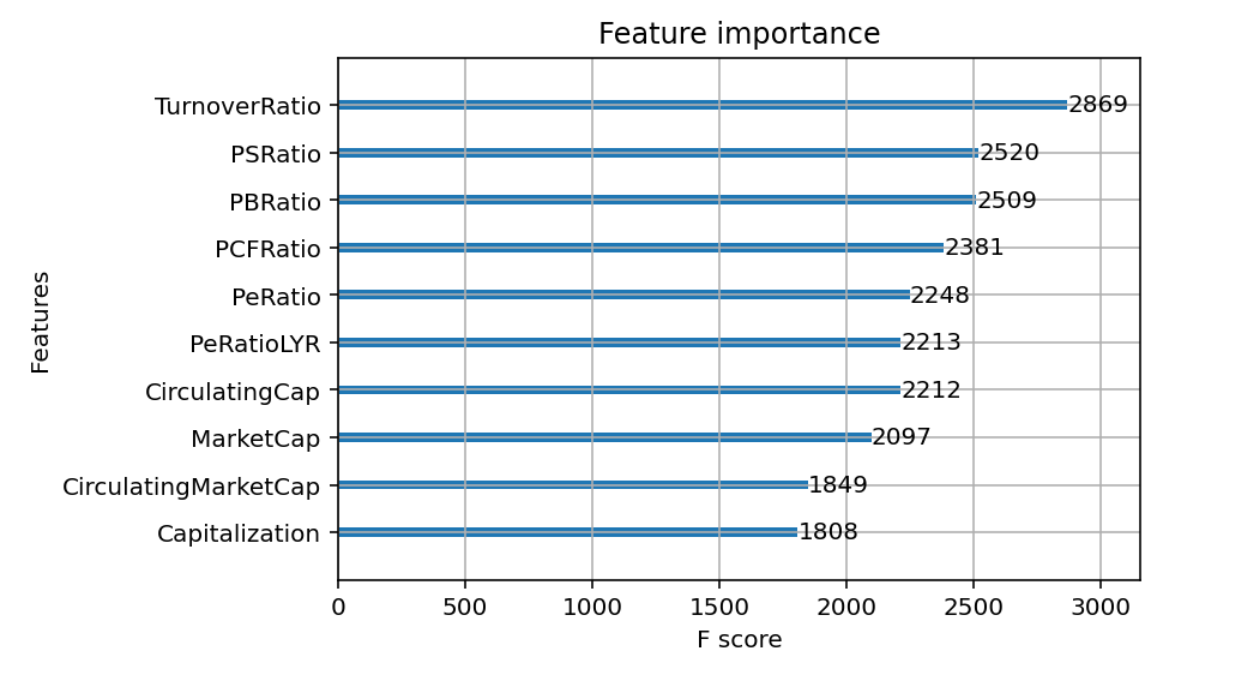 Feature importance
TurnoverRatio 2869
PSRatio 2520
PBRatio 2509
PCFRatio 2381
PeRatio 2248
PeRatioLYR 2213
CirculatingCap 2212
MarketCap 2097
CirculatingMarketCap 1849
Capitalization 1808
Features
0 500 1000 1500 2000 2500 3000
F score